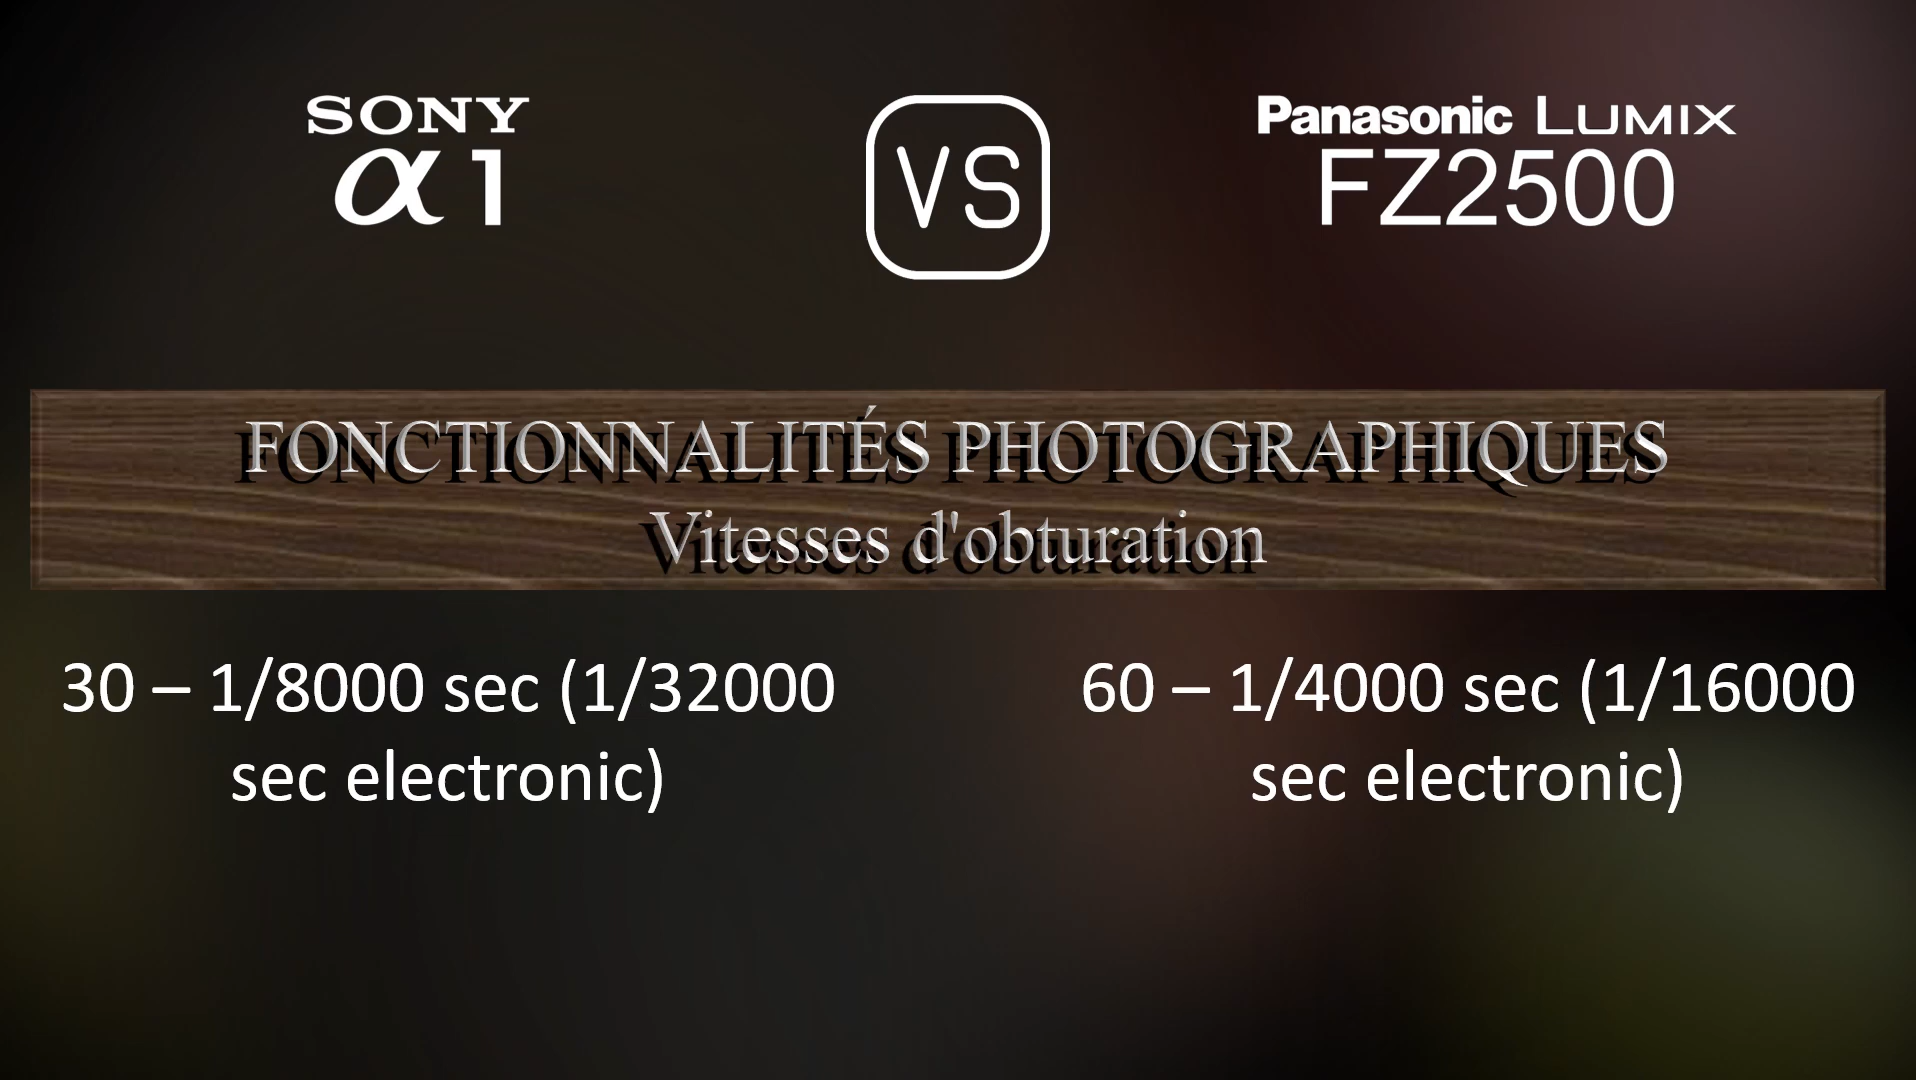 SONY
α 1
VS
Panasonic LUMIX
FZ2500
FONCTIONNALITÉS PHOTOGRAPHIQUES
Vitesses d'obturation
30 – 1/8000 sec (1/32000
sec electronic)
60 – 1/4000 sec (1/16000
sec electronic)